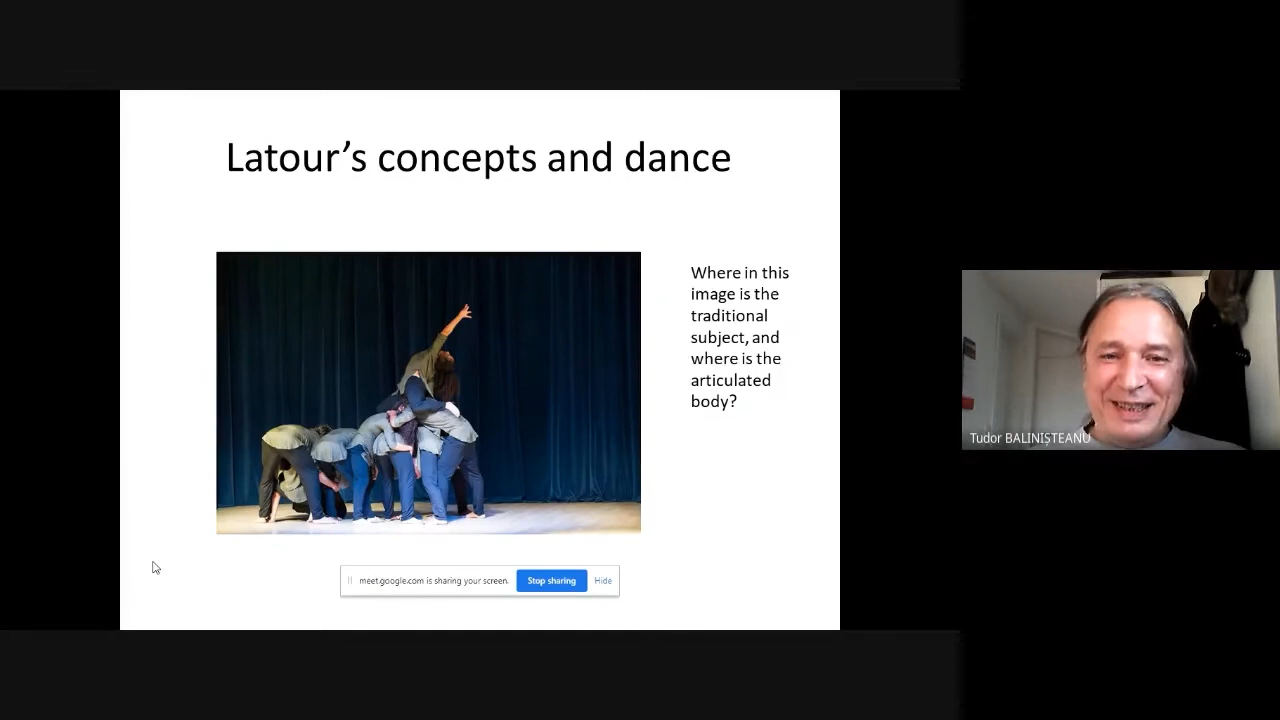 Latour’s concepts and dance
Where in this
image is the
traditional
subject, and
where is the
articulated
body?
Tudor BALINIȘTEANU
meet.google.com is sharing your screen.
Stop sharing
Hide